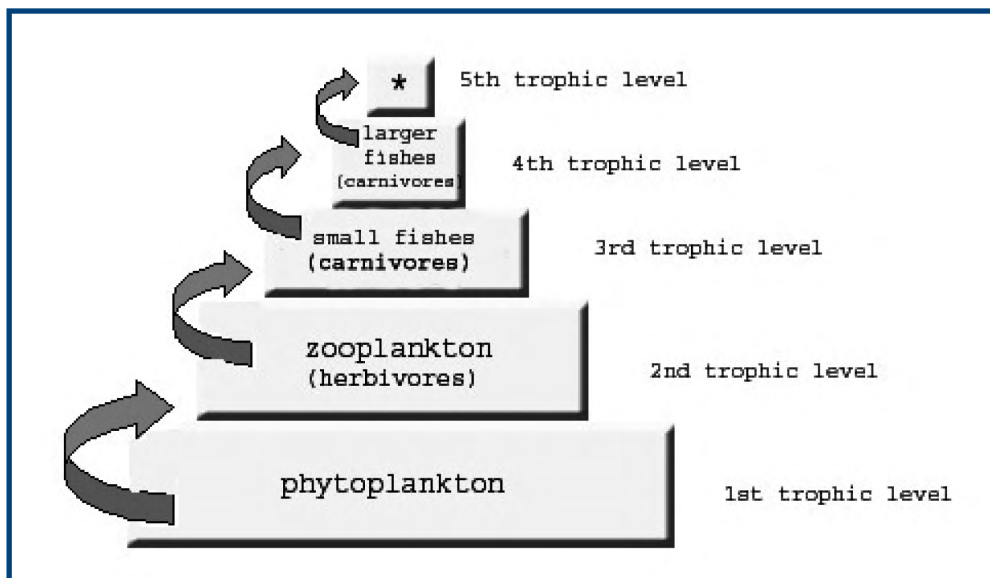 *
5th trophic level
larger
fishes
(carnivores)
4th trophic level
small fishes
(carnivores)
3rd trophic level
zooplankton
(herbivores)
2nd trophic level
phytoplankton
1st trophic level